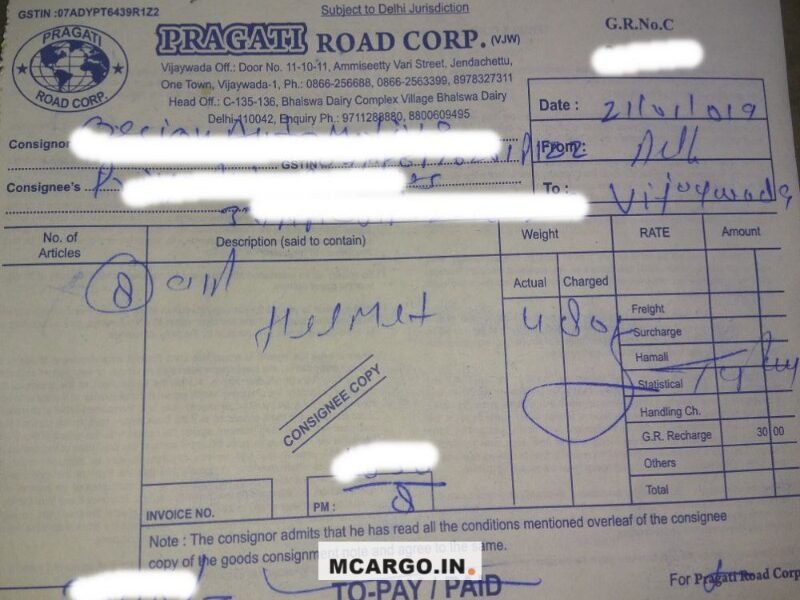 GSTIN :07ADYPT6439R1Z2
Subject to Delhi Jurisdiction
PRAGATI
ROAD CORP.
PRAGATI ROAD CORP. (VJW)
Vijaywada Off.: Door No. 11-10-11, Ammiseetty Vari Street, Jendachettu,
One Town, Vijaywada-1, Ph.: 0866-256688, 0866-2563399, 8978327311
Head Off.: C-135-136, Bhalswa Dairy Complex Village Bhalswa Dairy
Delhi-110042, Enquiry Ph.: 9711288880, 8800609495
G.R.No.C
Date : 21/01/019
From:
To : Vijaywada
Consignor
GSTIN
Consignee's
No. of Articles
Description (said to contain)
Weight
RATE
Amount
Actual
Charged
8
Helmet
CONSIGNEE COPY
Freight
Surcharge
Hamali
Statistical
Handling Ch.
G.R. Recharge 30 00
Others
Total
INVOICE NO.
PM : 8
Note : The consignor admits that he has read all the conditions mentioned overleaf of the consignee
copy of the goods consignment note and agree to the same.
MCARGO.IN.
TO-PAY / PAID
For Pragati Road Corp